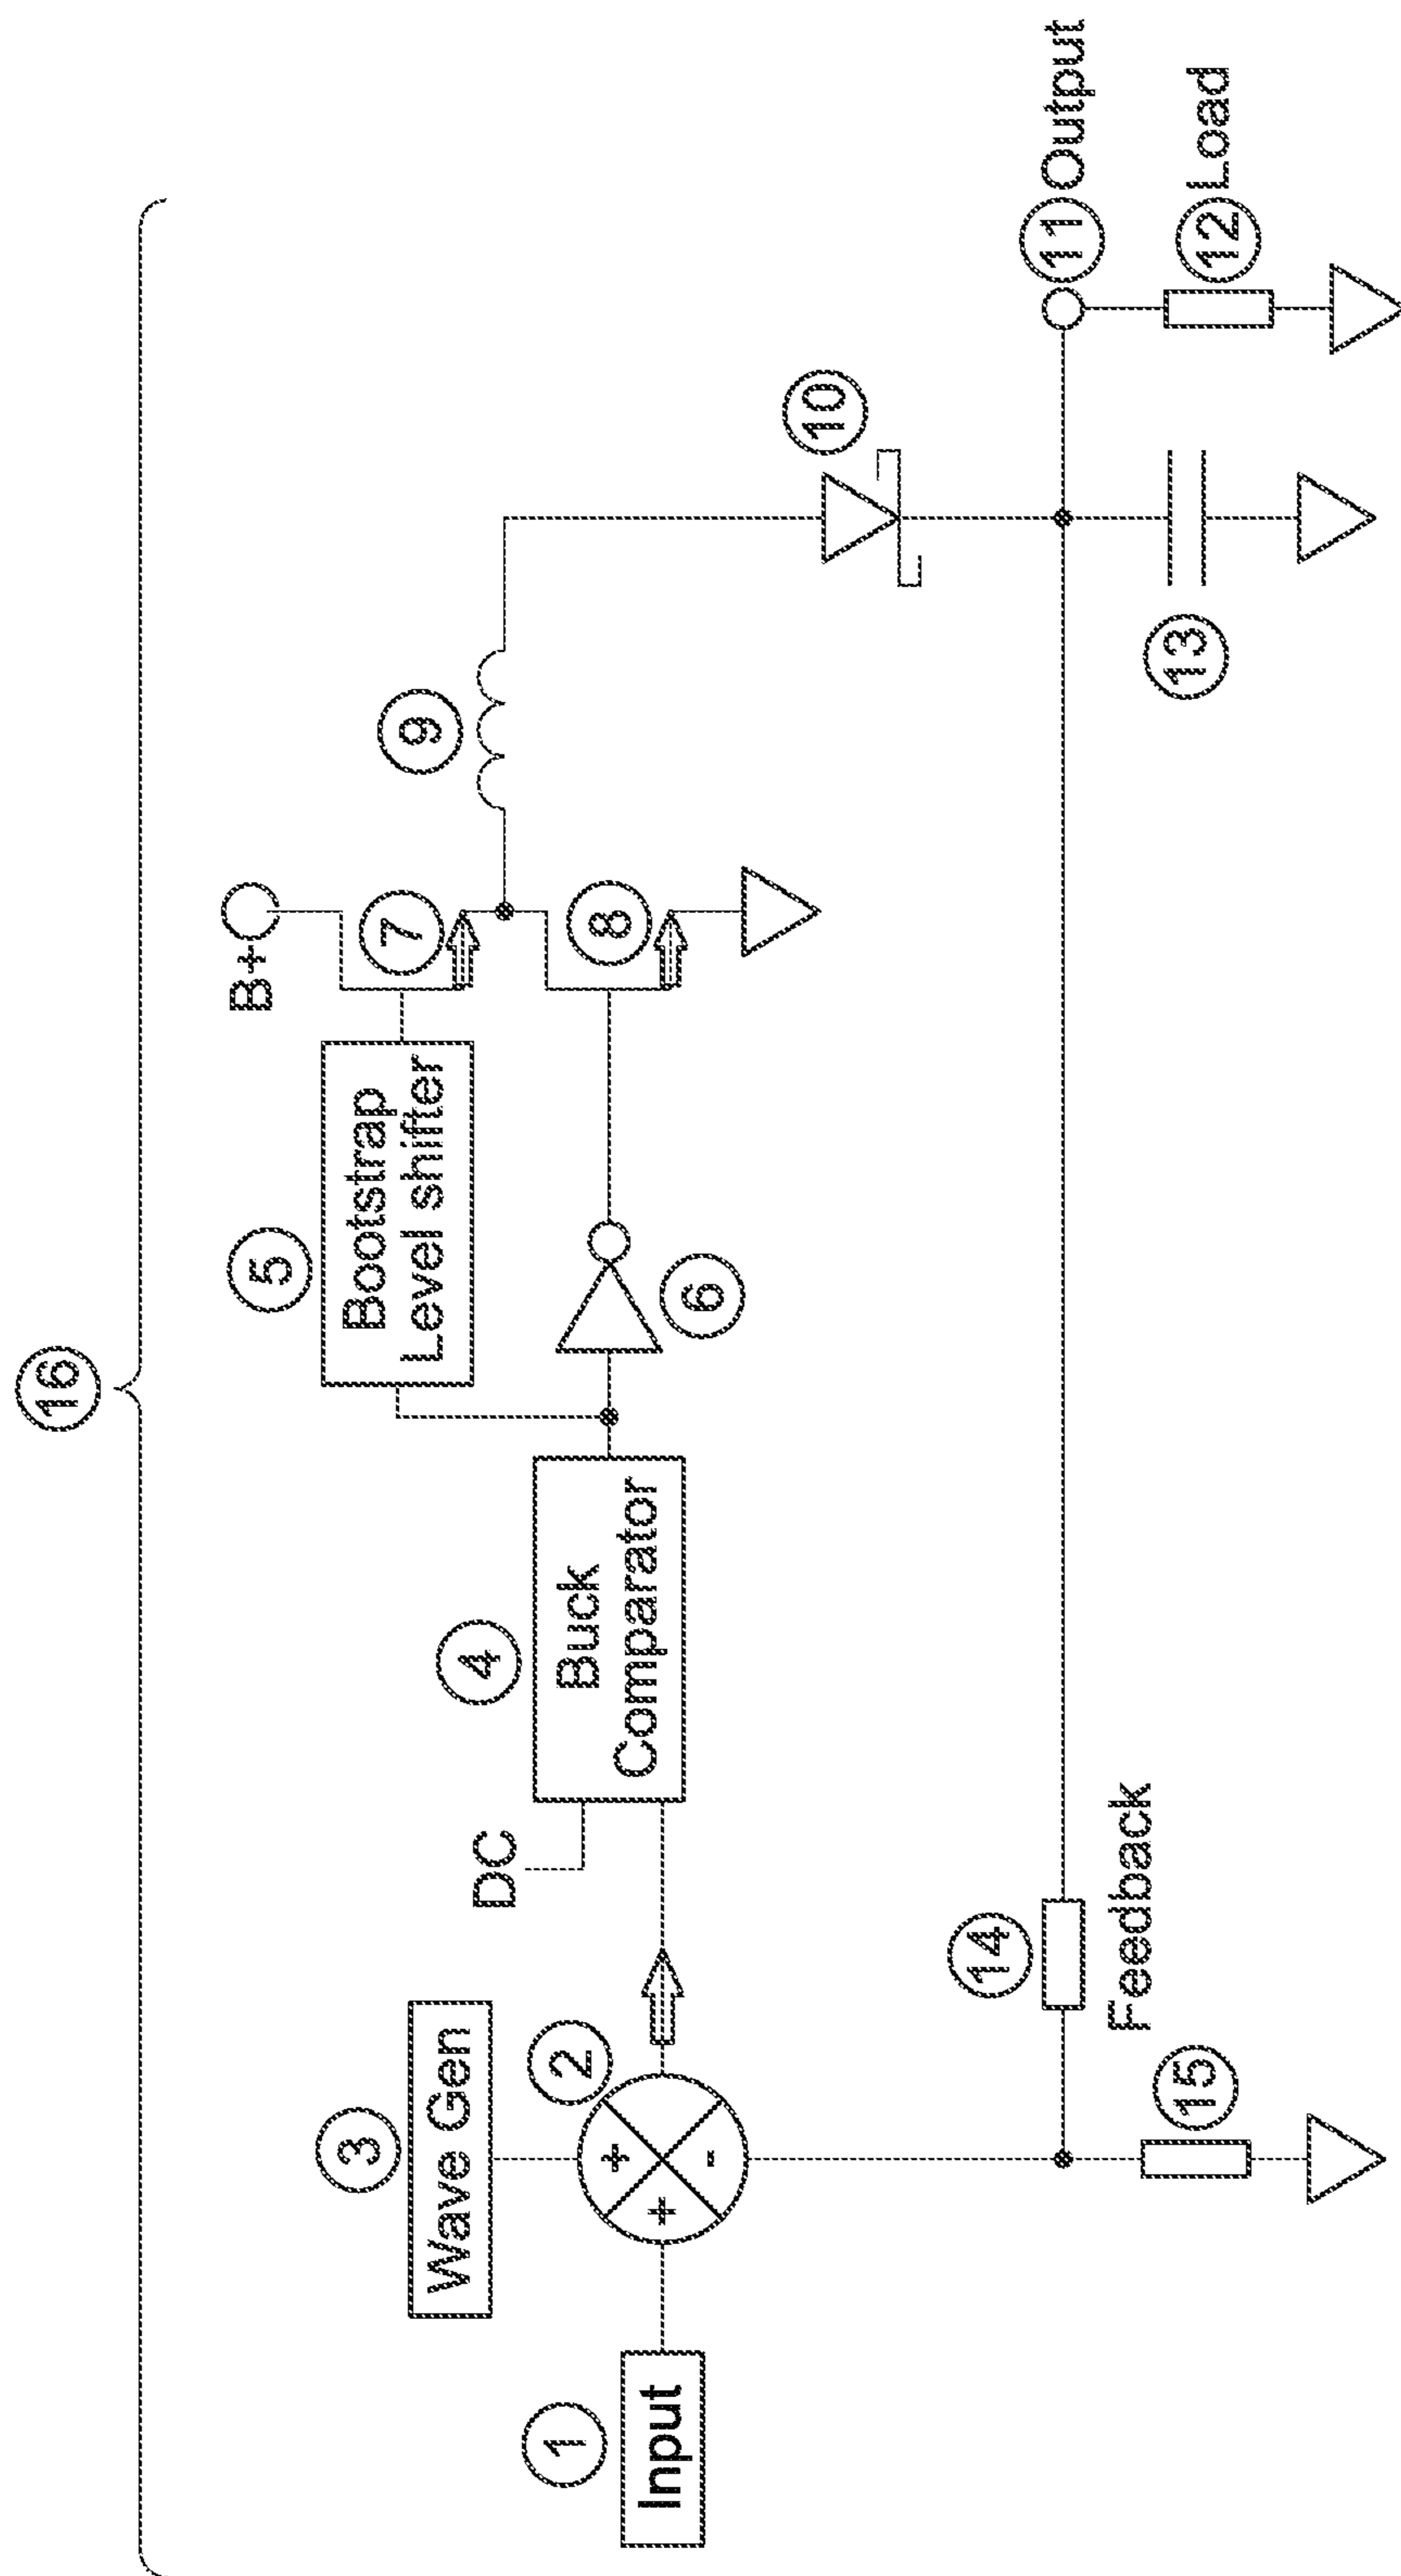 16
B+
5
Bootstrap
Level shifter
7
9
3
Wave Gen
DC
4
Buck
Comparator
6
8
10
1
Input
2
+
+
-
14
Feedback
11
Output
15
13
12
Load